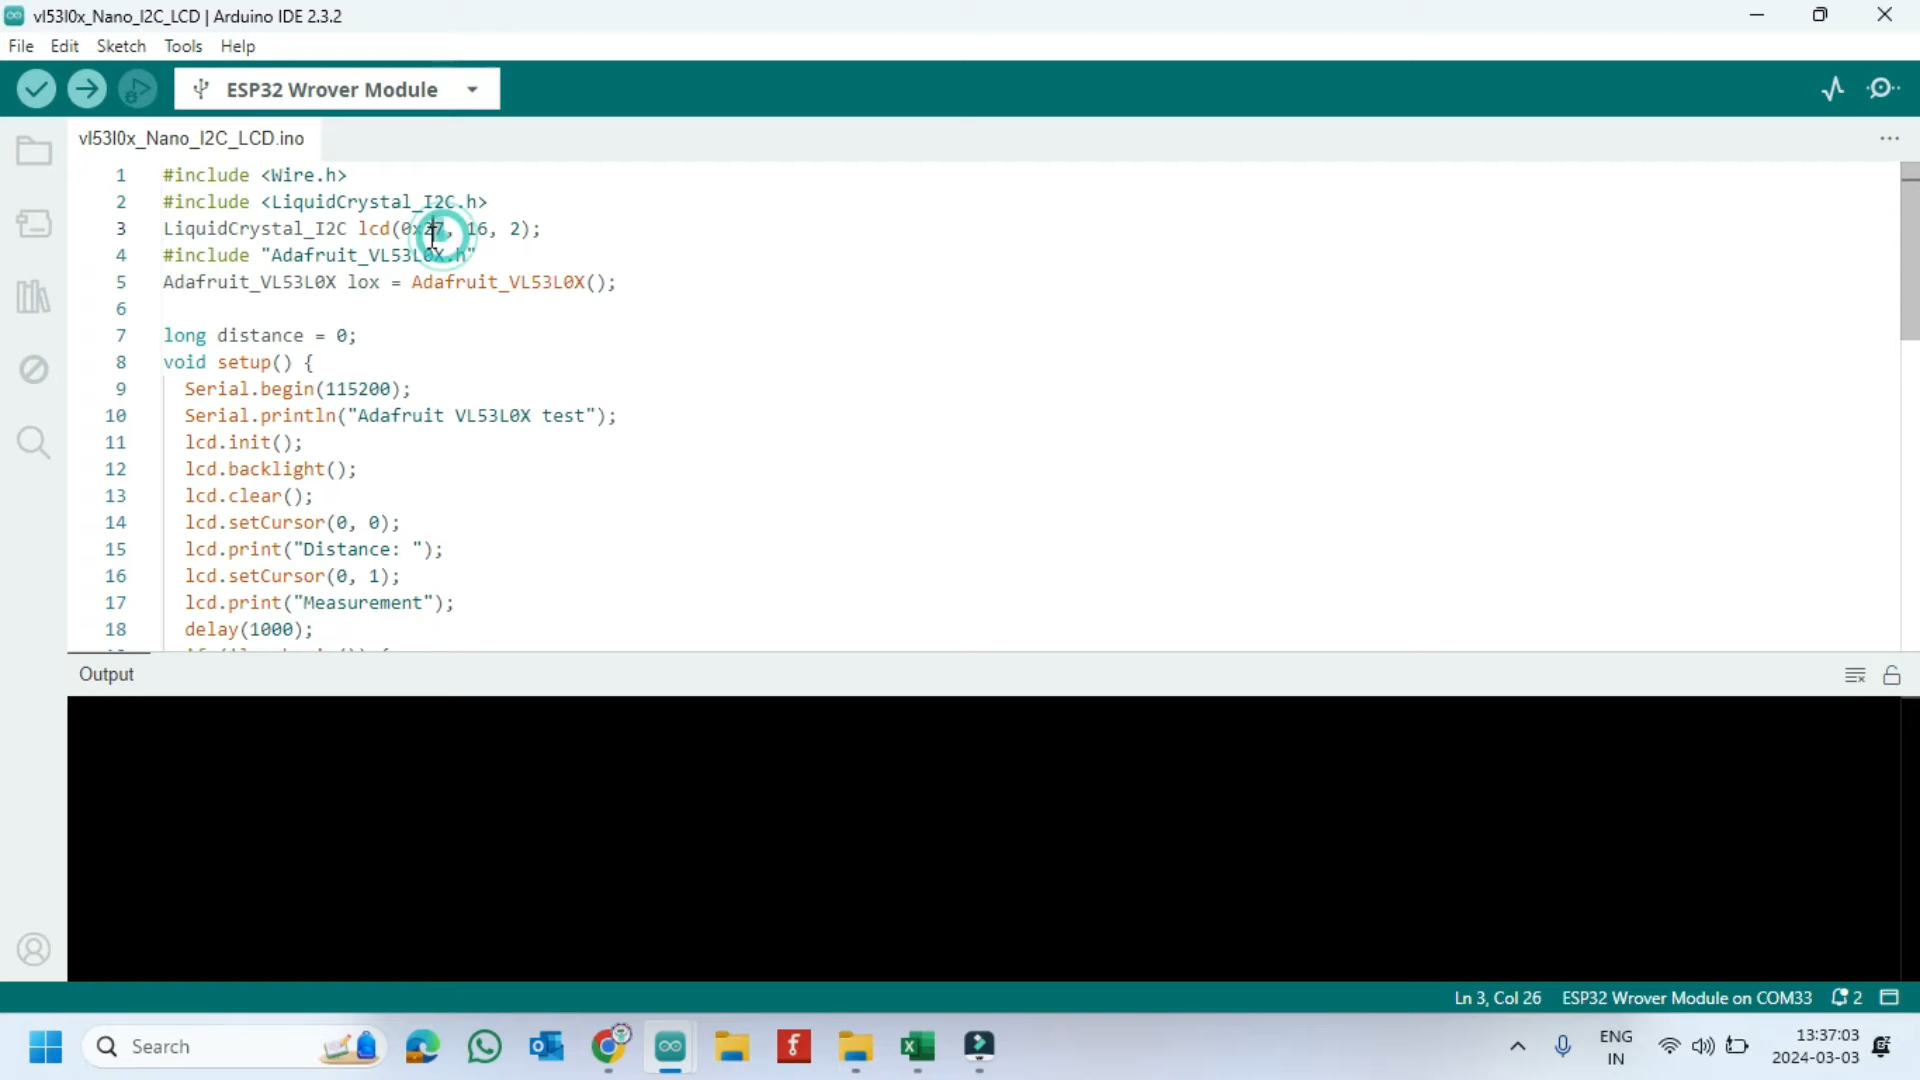 vl53l0x_Nano_I2C_LCD | Arduino IDE 2.3.2
File Edit Sketch Tools Help
ESP32 Wrover Module
vl53l0x_Nano_I2C_LCD.ino
1 #include <Wire.h>
2 #include <LiquidCrystal_I2C.h>
3 LiquidCrystal_I2C lcd(0x27, 16, 2);
4 #include "Adafruit_VL53L0X.h"
5 Adafruit_VL53L0X lox = Adafruit_VL53L0X();
6
7 long distance = 0;
8 void setup() {
9 Serial.begin(115200);
10 Serial.println("Adafruit VL53L0X test");
11 lcd.init();
12 lcd.backlight();
13 lcd.clear();
14 lcd.setCursor(0, 0);
15 lcd.print("Distance: ");
16 lcd.setCursor(0, 1);
17 lcd.print("Measurement");
18 delay(1000);
Output
Ln 3, Col 26 ESP32 Wrover Module on COM33 2
Search
ENG
IN
13:37:03
2024-03-03